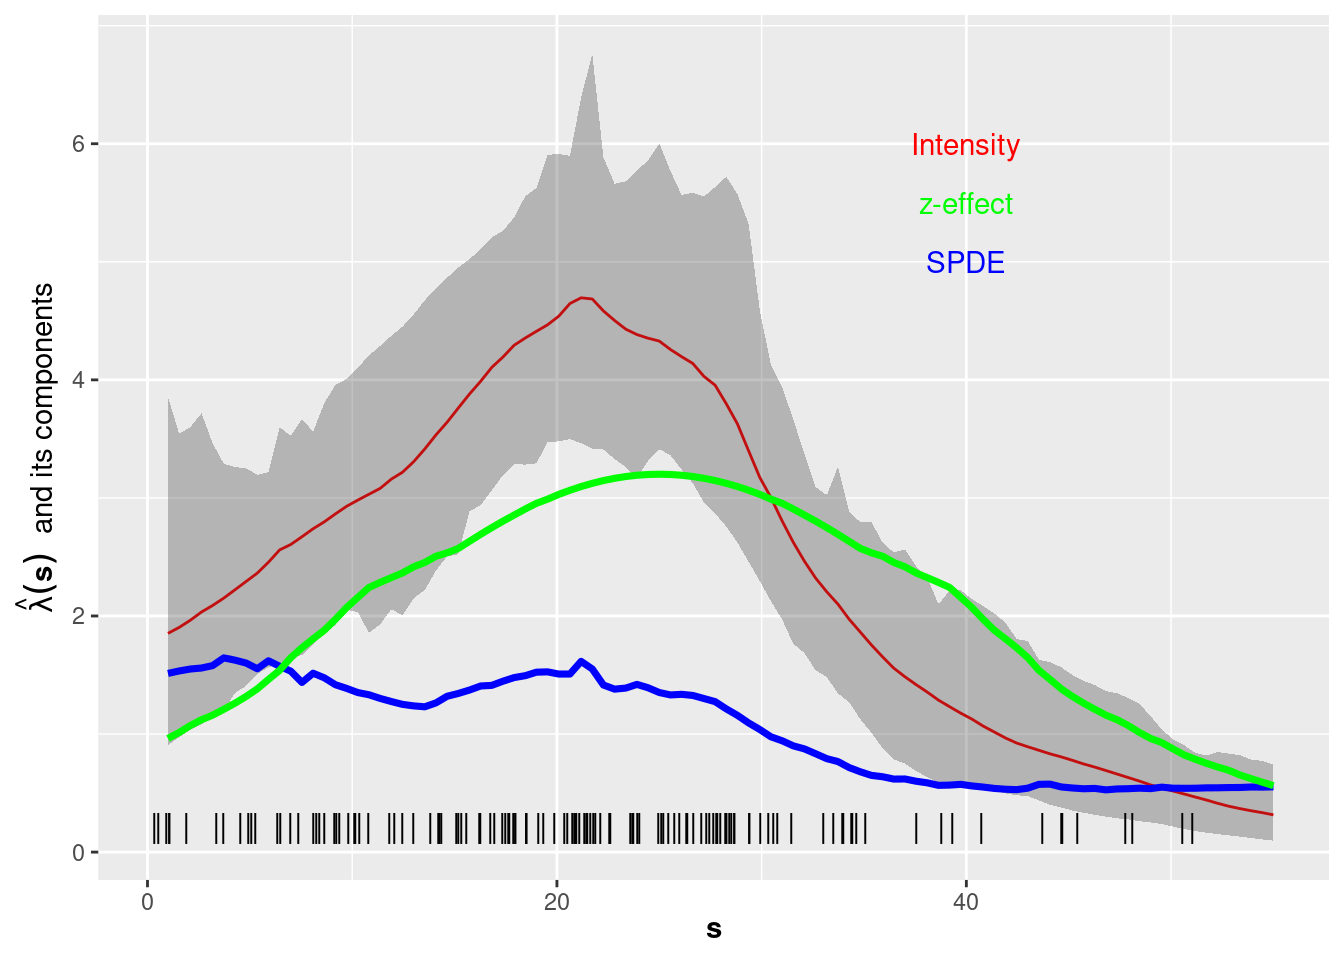 λ̂(s) and its components
6
4
2
0
Intensity
z-effect
SPDE
0 20 40
s